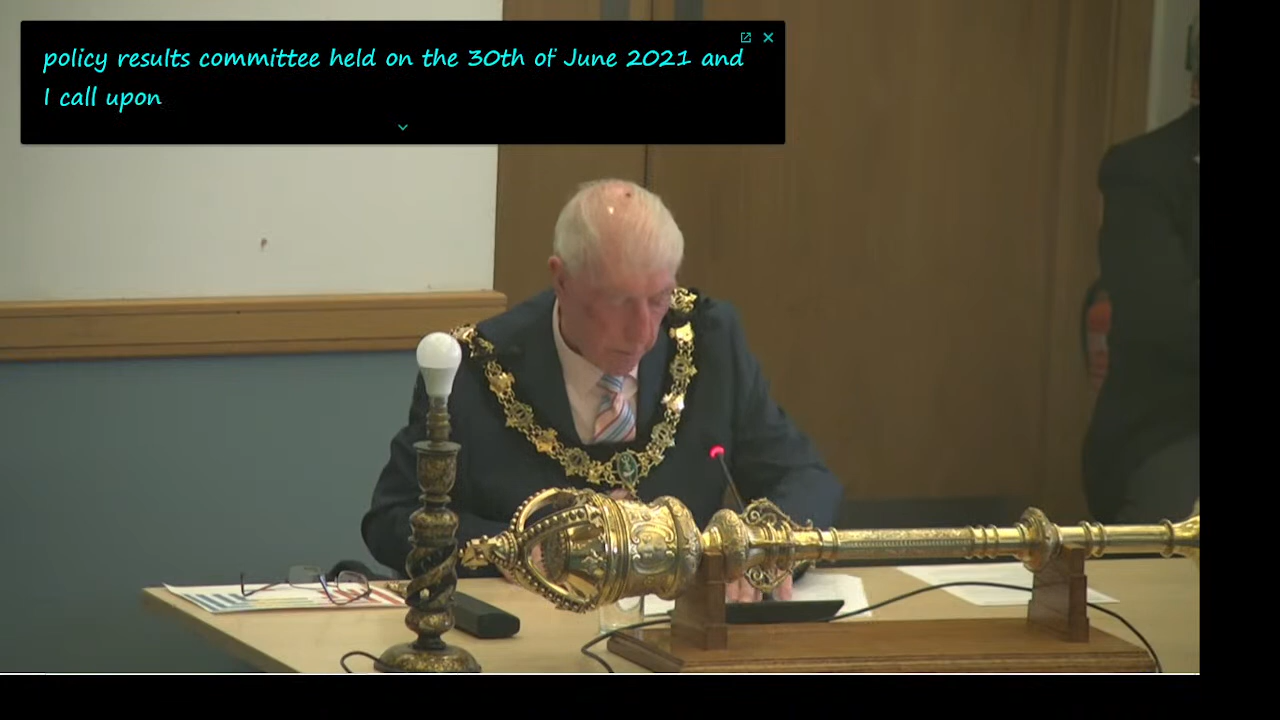 policy results committee held on the 30th of June 2021 and
I call upon